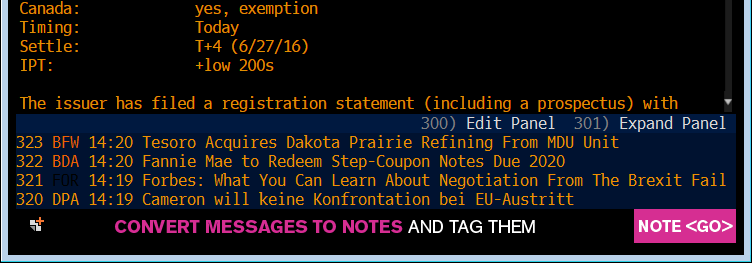 Canada: yes, exemption
Timing: Today
Settle: T+4 (6/27/16)
IPT: +low 200s
The issuer has filed a registration statement (including a prospectus) with
300) Edit Panel 301) Expand Panel
323 BFW 14:20 Tesoro Acquires Dakota Prairie Refining From MDU Unit
322 BDA 14:20 Fannie Mae to Redeem Step-Coupon Notes Due 2020
321 FOR 14:19 Forbes: What You Can Learn About Negotiation From The Brexit Fail
320 DPA 14:19 Cameron will keine Konfrontation bei EU-Austritt
CONVERT MESSAGES TO NOTES AND TAG THEM NOTE <GO>